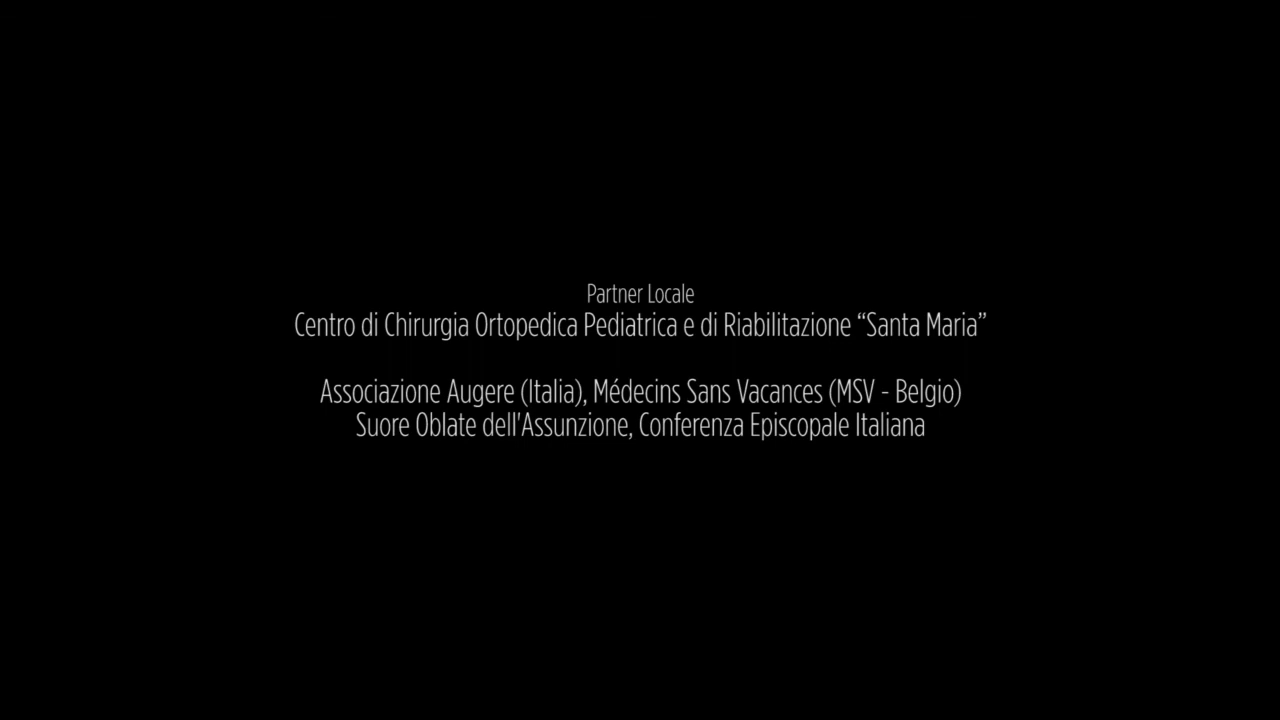 Partner Locale
Centro di Chirurgia Ortopedica Pediatrica e di Riabilitazione “Santa Maria”
Associazione Augere (Italia), Médecins Sans Vacances (MSV - Belgio)
Suore Oblate dell'Assunzione, Conferenza Episcopale Italiana